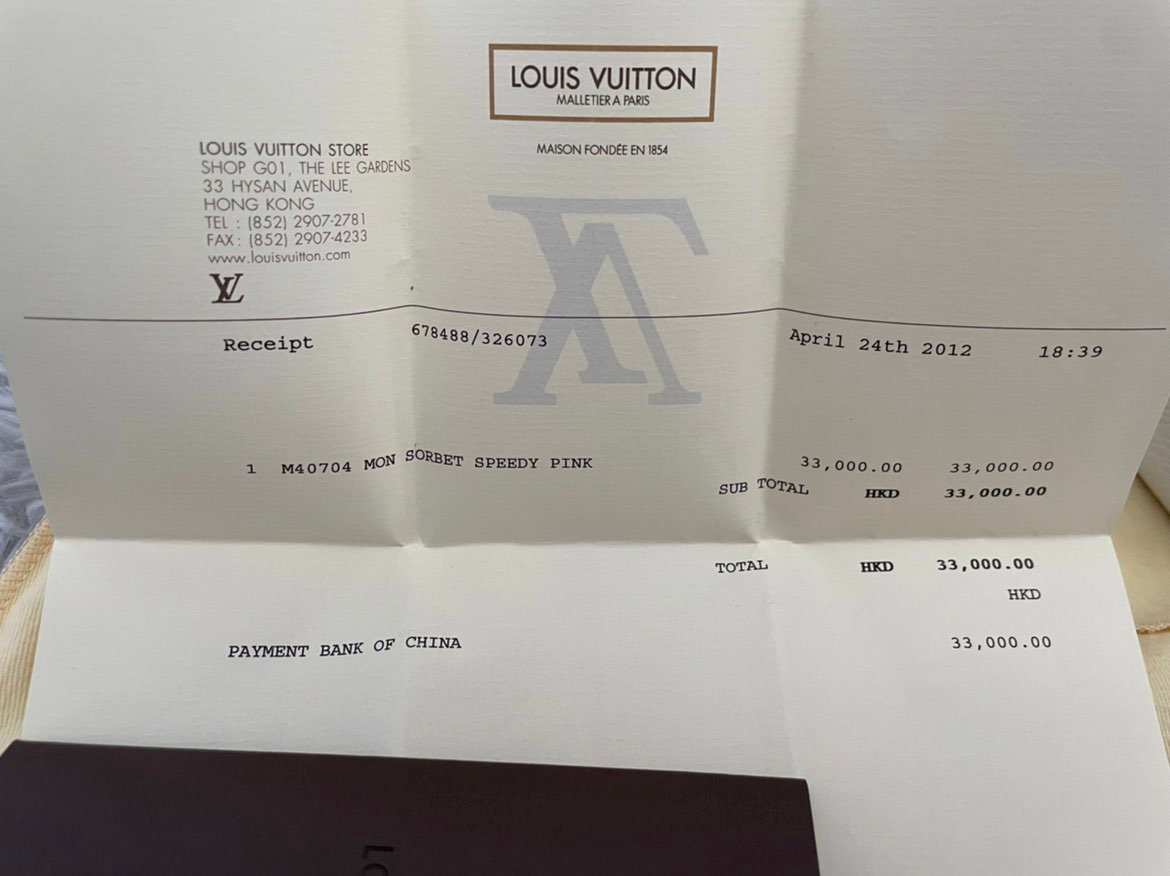 LOUIS VUITTON
MALLETIER A PARIS
MAISON FONDÉE EN 1854
LOUIS VUITTON STORE
SHOP G01, THE LEE GARDENS
33 HYSAN AVENUE,
HONG KONG
TEL : (852) 2907-2781
FAX : (852) 2907-4233
www.louisvuitton.com
LV
Receipt 678488/326073 April 24th 2012 18:39
1 M40704 MON SORBET SPEEDY PINK 33,000.00 33,000.00
SUB TOTAL HKD 33,000.00
TOTAL HKD 33,000.00
HKD
PAYMENT BANK OF CHINA 33,000.00